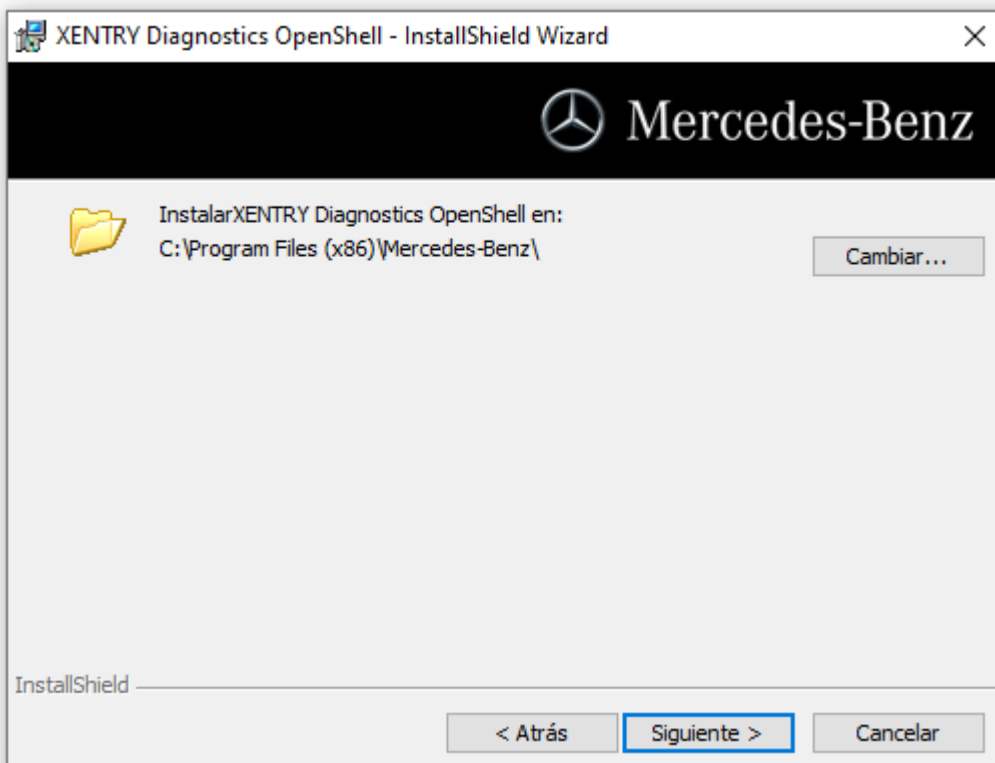 XENTRY Diagnostics OpenShell - InstallShield Wizard
Mercedes-Benz
InstalarXENTRY Diagnostics OpenShell en:
C:\Program Files (x86)\Mercedes-Benz\
Cambiar...
InstallShield
< Atrás
Siguiente >
Cancelar